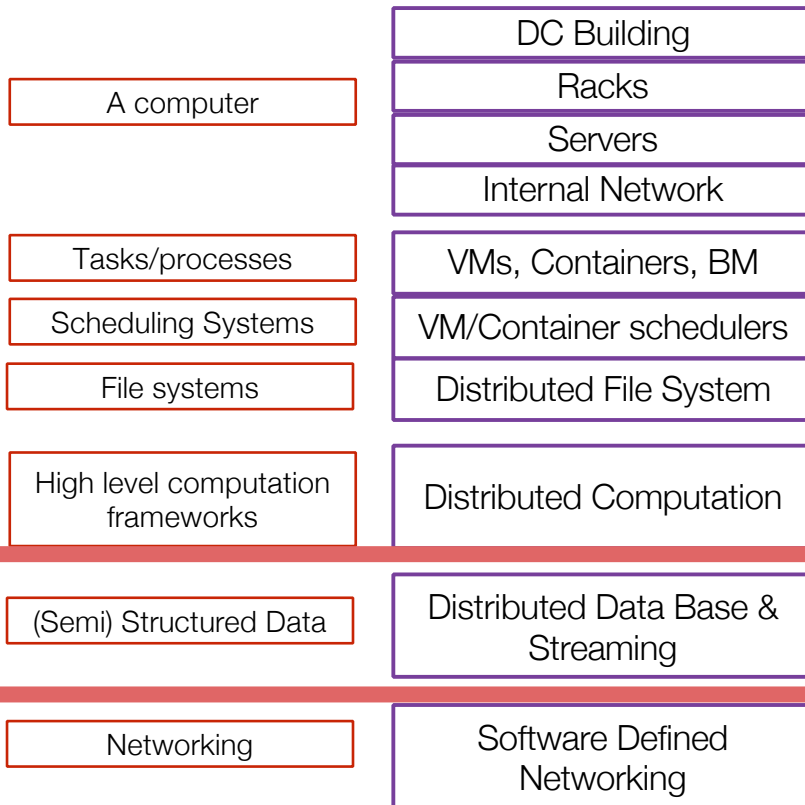 DC Building
A computer
Racks
Servers
Internal Network
Tasks/processes
VMs, Containers, BM
Scheduling Systems
VM/Container schedulers
File systems
Distributed File System
High level computation
frameworks
Distributed Computation
(Semi) Structured Data
Distributed Data Base &
Streaming
Networking
Software Defined
Networking